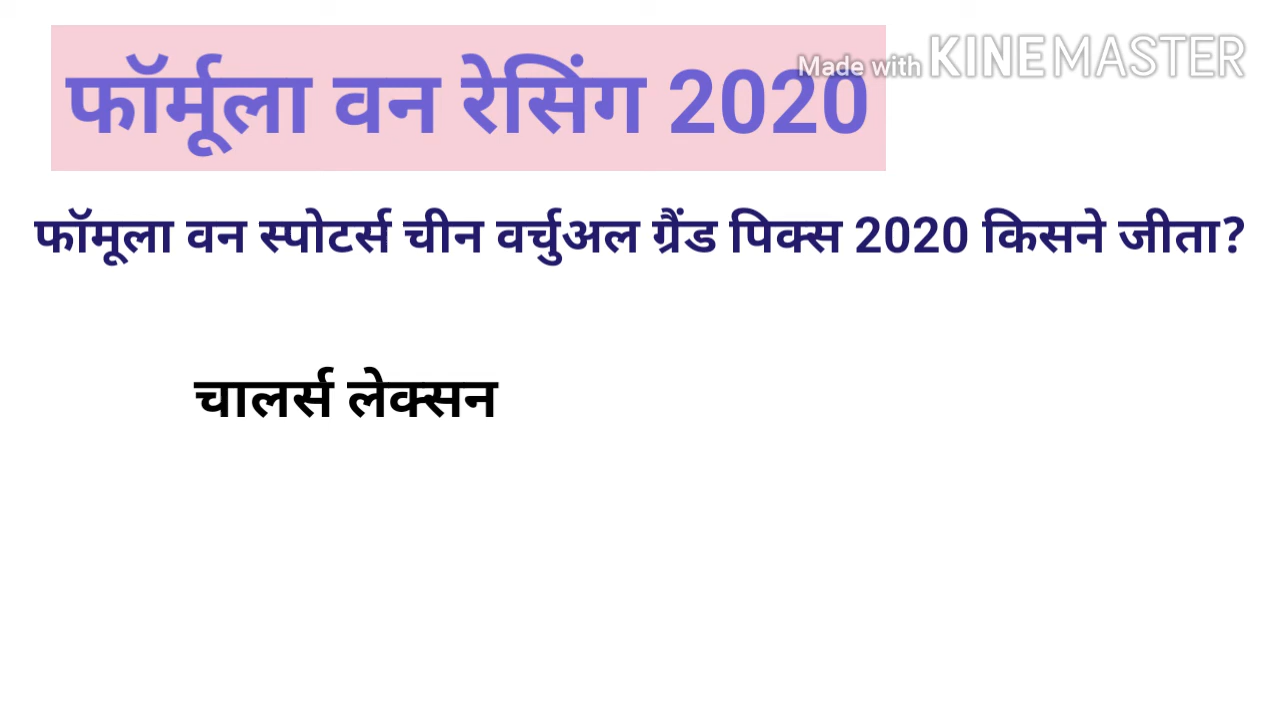 Made with KINEMASTER
फॉर्मूला वन रेसिंग 2020
फॉमूला वन स्पोटर्स चीन वर्चुअल ग्रैंड पिक्स 2020 किसने जीता?
चालर्स लेक्सन